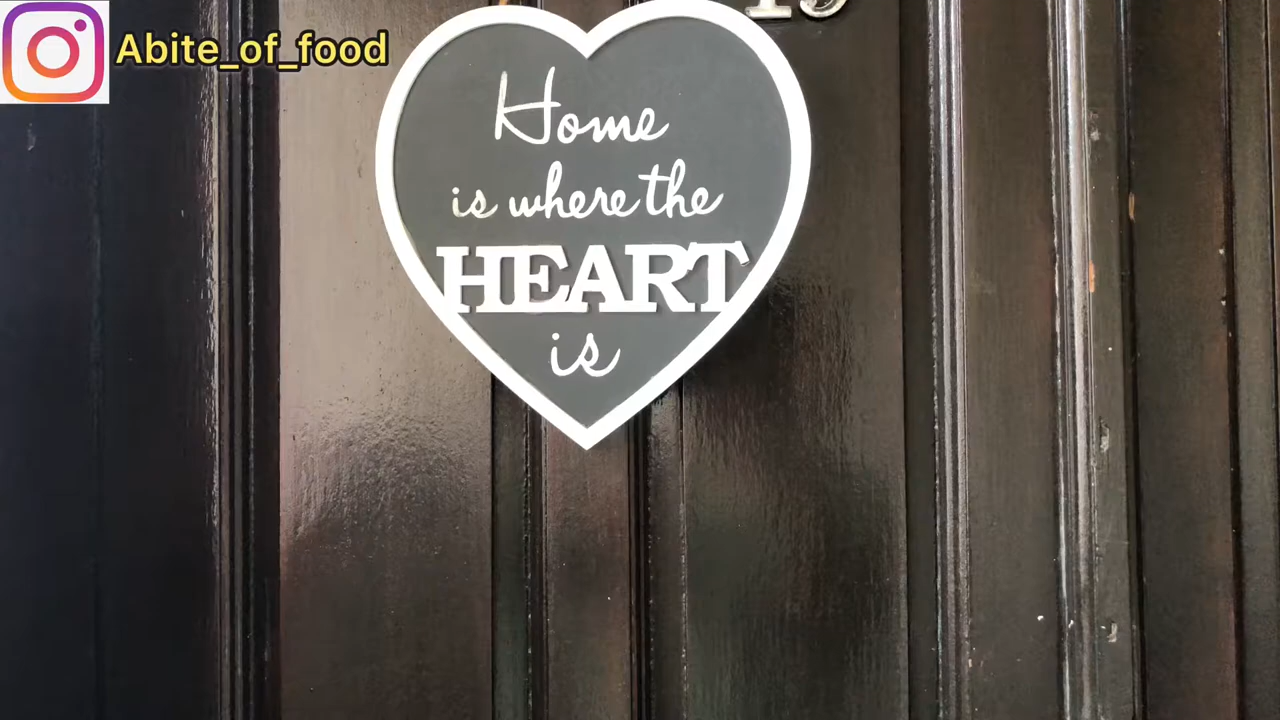 Abite_of_food
Home
is where the
HEART
is